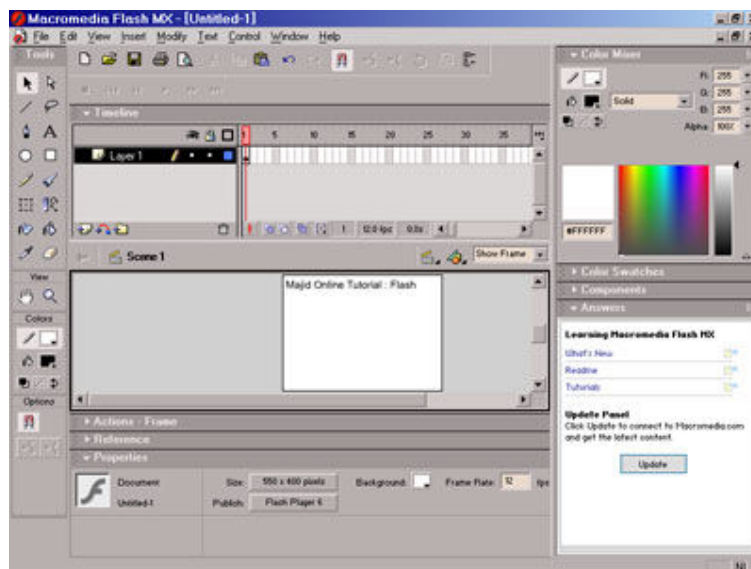 Macromedia Flash MX - [Untitled-1]
File Edit View Insert Modify Text Control Window Help
Tools
Timeline
1 5 10 15 20 25 30 35
Layer 1
1 12.0 fps 0.0s
Scene 1
Show Frame
View
Colors
Options
Majid Online Tutorial : Flash
Actions - Frame
Reference
Properties
Document Size: 550 x 400 pixels Background: Frame Rate: 12 fps
Untitled-1 Publish: Flash Player 6
Color Mixer
R: 255
Solid G: 255
B: 255
Alpha: 100%
#FFFFFF
Color Swatches
Components
Answers
Learning Macromedia Flash MX
What's New
Readme
Tutorials
Update Panel
Click Update to connect to Macromedia.com
and get the latest content.
Update